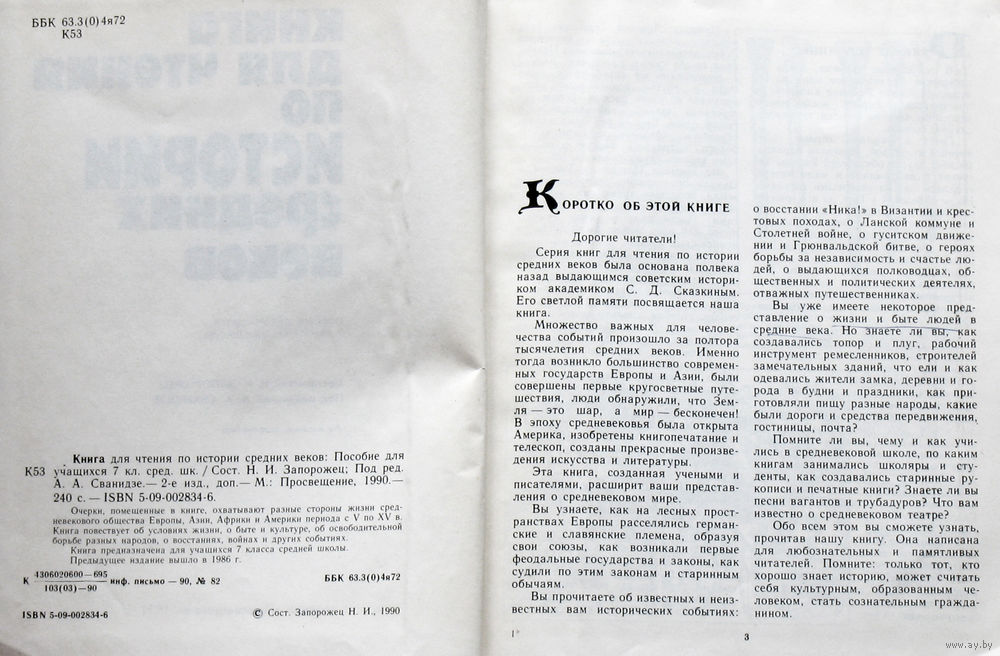 ББК 63.3(0)4я72
К53
Книга для чтения по истории средних веков: Пособие для
К53 учащихся 7 кл. сред. шк. / Сост. Н. И. Запорожец; Под ред.
А. А. Сванидзе.— 2-е изд., доп.— М.: Просвещение, 1990.—
240 с. — ISBN 5-09-002834-6.
Очерки, помещенные в книге, охватывают разные стороны жизни сред-
невекового общества Европы, Азии, Африки и Америки периода с V по XV в.
Книга повествует об условиях жизни, о быте и культуре, об освободительной
борьбе разных народов, о восстаниях, войнах и других событиях.
Книга предназначена для учащихся 7 класса средней школы.
Предыдущее издание вышло в 1986 г.
К 4306020600—695
103(03)—90 инф. письмо — 90, № 82
ББК 63.3(0)4я72
ISBN 5-09-002834-6
© Сост. Запорожец Н. И., 1990
КОРОТКО ОБ ЭТОЙ КНИГЕ
Дорогие читатели!
Серия книг для чтения по истории
средних веков была основана полвека
назад выдающимся советским истори-
ком академиком С. Д. Сказкиным.
Его светлой памяти посвящается наша
книга.
Множество важных для челове-
чества событий произошло за полтора
тысячелетия средних веков. Именно
тогда возникло большинство современ-
ных государств Европы и Азии, были
совершены первые кругосветные путе-
шествия, люди обнаружили, что Зем-
ля — это шар, а мир — бесконечен!
В эпоху средневековья была открыта
Америка, изобретены книгопечатание и
телескоп, созданы прекрасные произве-
дения искусства и литературы.
Эта книга, созданная учеными и
писателями, расширит ваши представ-
ления о средневековом мире.
Вы узнаете, как на лесных прост-
ранствах Европы расселялись герман-
ские и славянские племена, образуя
свои союзы, как возникали первые
феодальные государства и законы, как
судили по этим законам и старинным
обычаям.
Вы прочитаете об известных и неиз-
вестных вам исторических событиях:
о восстании «Ника!» в Византии и крес-
товых походах, о Ланской коммуне и
Столетней войне, о гуситском движе-
нии и Грюнвальдской битве, о героях
борьбы за независимость и счастье лю-
дей, о выдающихся полководцах, об-
щественных и политических деятелях,
отважных путешественниках.
Вы уже имеете некоторое пред-
ставление о жизни и быте людей в
средние века. Но знаете ли вы, как
создавались топор и плуг, рабочий
инструмент ремесленников, строителей
замечательных зданий, что ели и как
одевались жители замка, деревни и го-
рода в будни и праздники, как при-
готовляли пищу разные народы, какие
были дороги и средства передвижения,
гостиницы, почта?
Помните ли вы, чему и как учи-
лись в средневековой школе, по каким
книгам занимались школяры и сту-
денты, как создавались старинные ру-
кописи и печатные книги? Знаете ли вы
песни вагантов и трубадуров? Что вам
известно о средневековом театре?
Обо всем этом вы сможете узнать,
прочитав нашу книгу. Она написана
для любознательных и памятливых
читателей. Помните: только тот, кто
хорошо знает историю, может считать
себя культурным, образованным че-
ловеком, стать сознательным гражда-
нином.
1*
3
www.ay.by